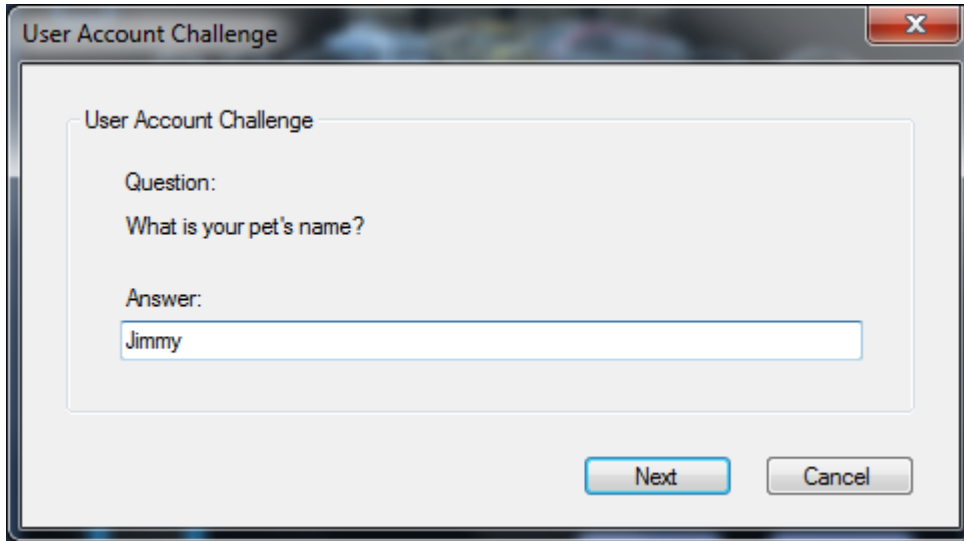 User Account Challenge
User Account Challenge
Question:
What is your pet's name?
Answer:
Jimmy
Next Cancel